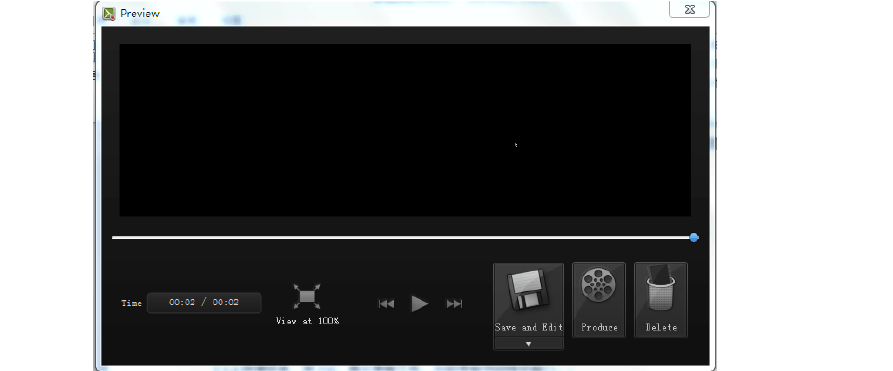 Preview
Time
00:02 / 00:02
View at 100%
Save and Edit
Produce
Delete